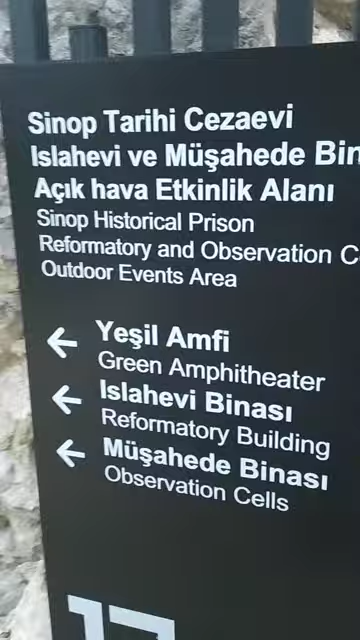 Sinop Tarihi Cezaevi
Islahevi ve Müşahede
Açık hava Etkinlik Alanı
Sinop Historical Prison
Reformatory and Observation
Outdoor Events Area
← Yeşil Amfi
Green Amphitheater
← Islahevi Binası
Reformatory Building
← Müşahede Binası
Observation Cells